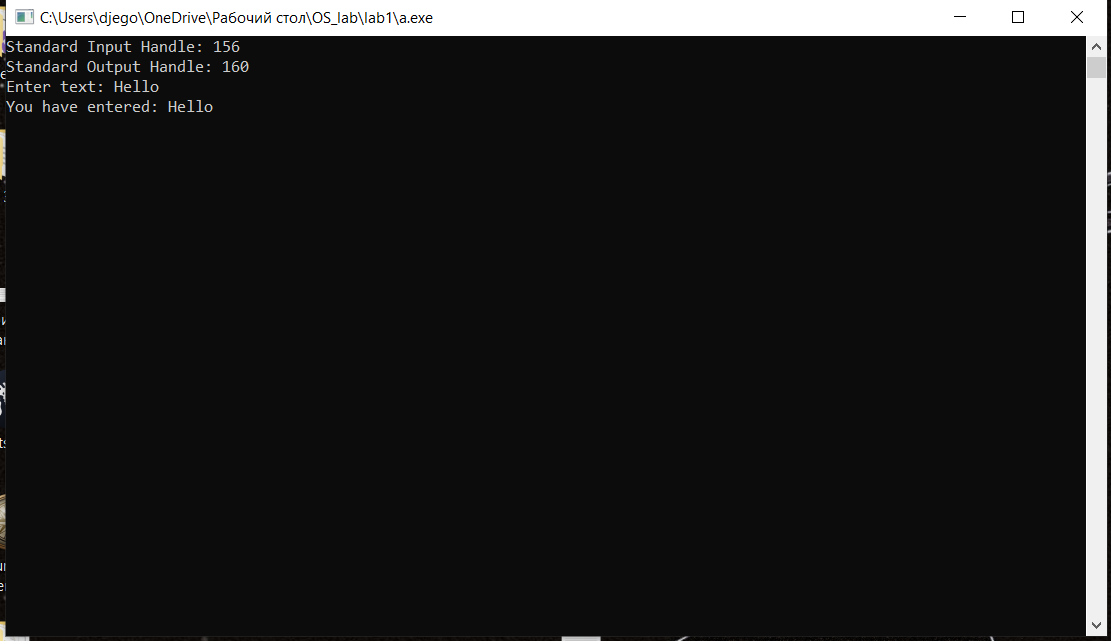 C:\Users\djego\OneDrive\Рабочий стол\OS_lab\lab1\a.exe
Standard Input Handle: 156
Standard Output Handle: 160
Enter text: Hello
You have entered: Hello